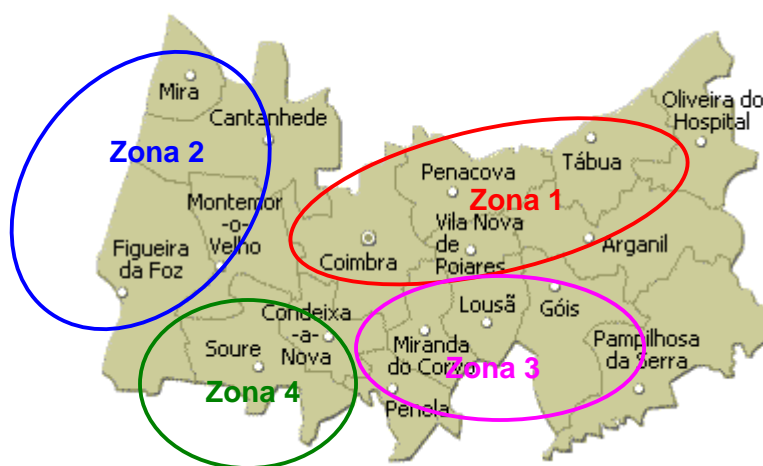 Mira
Cantanhede
Zona 2
Montemor
-o-
Velho
Figueira
da Foz
Oliveira do
Hospital
Tábua
Penacova
Zona 1
Vila Nova
de
Poiares
Coimbra
Arganil
Condeixa
-a-
Nova
Soure
Zona 4
Lousã
Góis
Miranda
do Corvo
Zona 3
Pampilhosa
da Serra
Penela